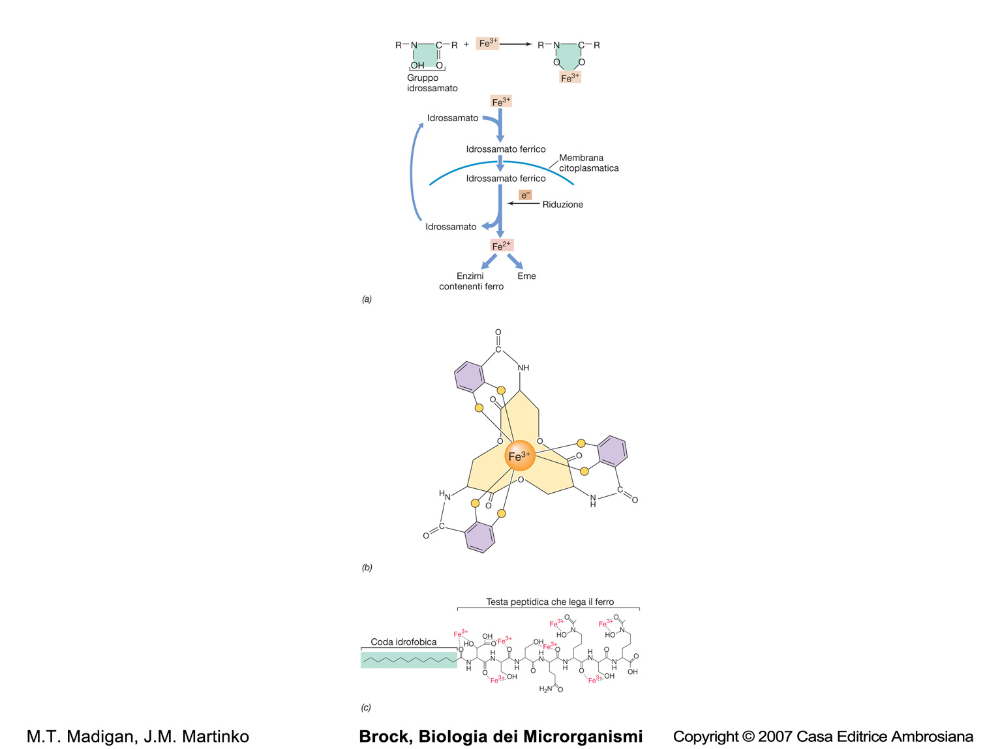 R–N C–R + Fe3+ R–N C–R
OH O O O
Fe3+
Gruppo
idrossamato
Fe3+
Idrossamato
Idrossamato ferrico
Membrana
citoplasmatica
Idrossamato ferrico
e–
Riduzione
Idrossamato
Fe2+
Enzimi
contenenti ferro
Eme
(a)
O
C
NH
O
O O
Fe3+
O
O
H
N
O
N
H
C
O
C
O
(b)
Testa peptidica che lega il ferro
Coda idrofobica
Fe3+ Fe3+ Fe3+ Fe3+ Fe3+
O O
HO N HO N
HO OH O OH
O O O O
N H N H N H N H N H N H N H
O OH O O OH O OH
Fe3+ Fe3+
H2N O
(c)
M.T. Madigan, J.M. Martinko
Brock, Biologia dei Microrganismi
Copyright © 2007 Casa Editrice Ambrosiana